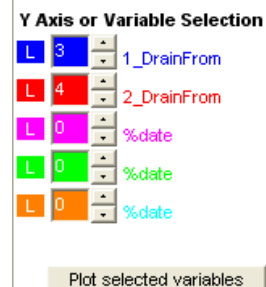 Y Axis or Variable Selection
L 3 1_DrainFrom
L 4 2_DrainFrom
L 0 %date
L 0 %date
L 0 %date
Plot selected variables